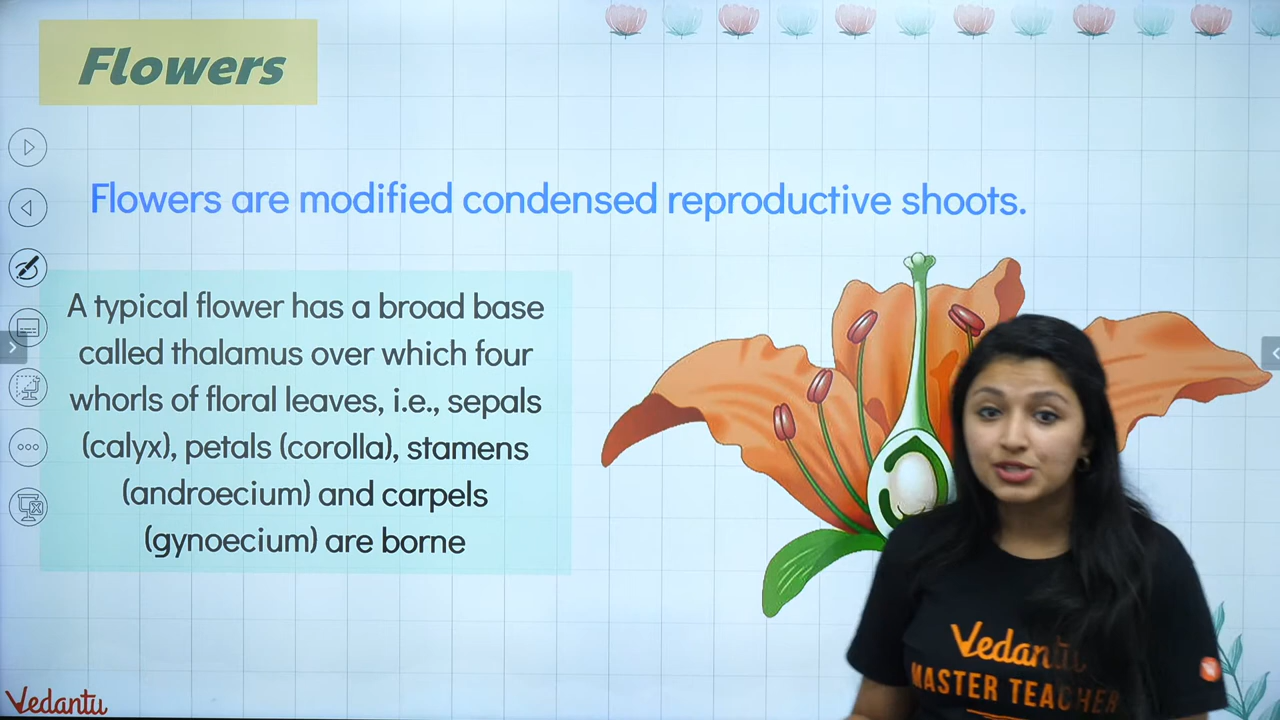 Flowers
Flowers are modified condensed reproductive shoots.
A typical flower has a broad base
called thalamus over which four
whorls of floral leaves, i.e., sepals
(calyx), petals (corolla), stamens
(androecium) and carpels
(gynoecium) are borne
Vedantu
MASTER TEACHER
Vedantu